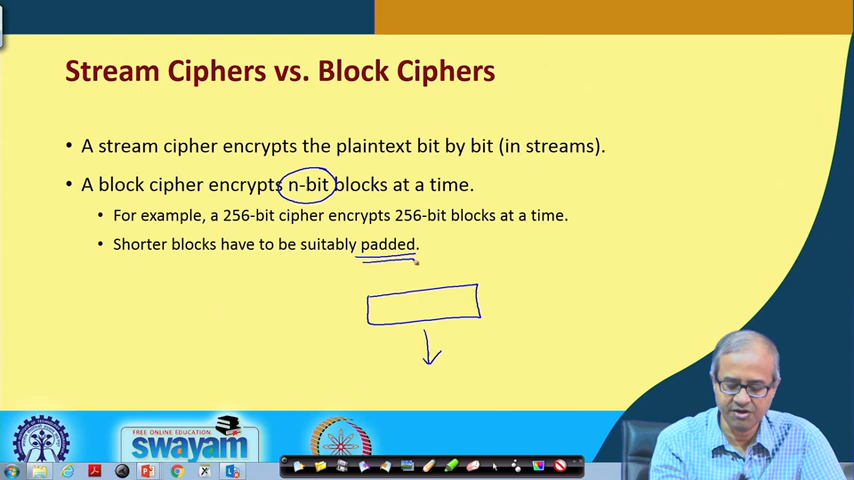 Stream Ciphers vs. Block Ciphers
• A stream cipher encrypts the plaintext bit by bit (in streams).
• A block cipher encrypts n-bit blocks at a time.
• For example, a 256-bit cipher encrypts 256-bit blocks at a time.
• Shorter blocks have to be suitably padded.
FREE ONLINE EDUCATION
swayam